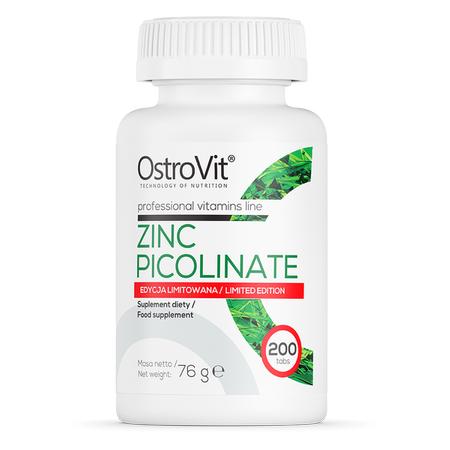 OstroVit®
TECHNOLOGY OF NUTRITION
professional vitamins line
ZINC
PICOLINATE
EDYCJA LIMITOWANA / LIMITED EDITION
Suplement diety /
Food supplement
200
tabs
Masa netto /
Net weight: 76 g ℮